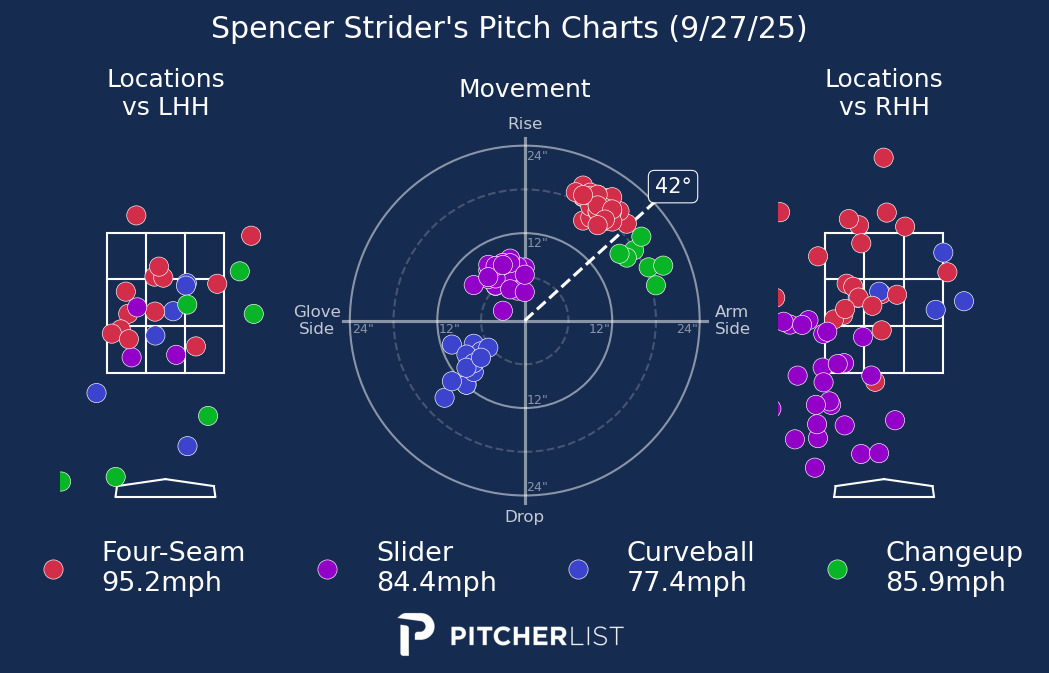 Spencer Strider's Pitch Charts (9/27/25)
Locations
vs LHH
Movement
Locations
vs RHH
Rise
24"
42°
12"
Glove
Side
24"
12"
12"
24"
Arm
Side
12"
24"
Drop
Four-Seam
95.2mph
Slider
84.4mph
Curveball
77.4mph
Changeup
85.9mph
PITCHERLIST